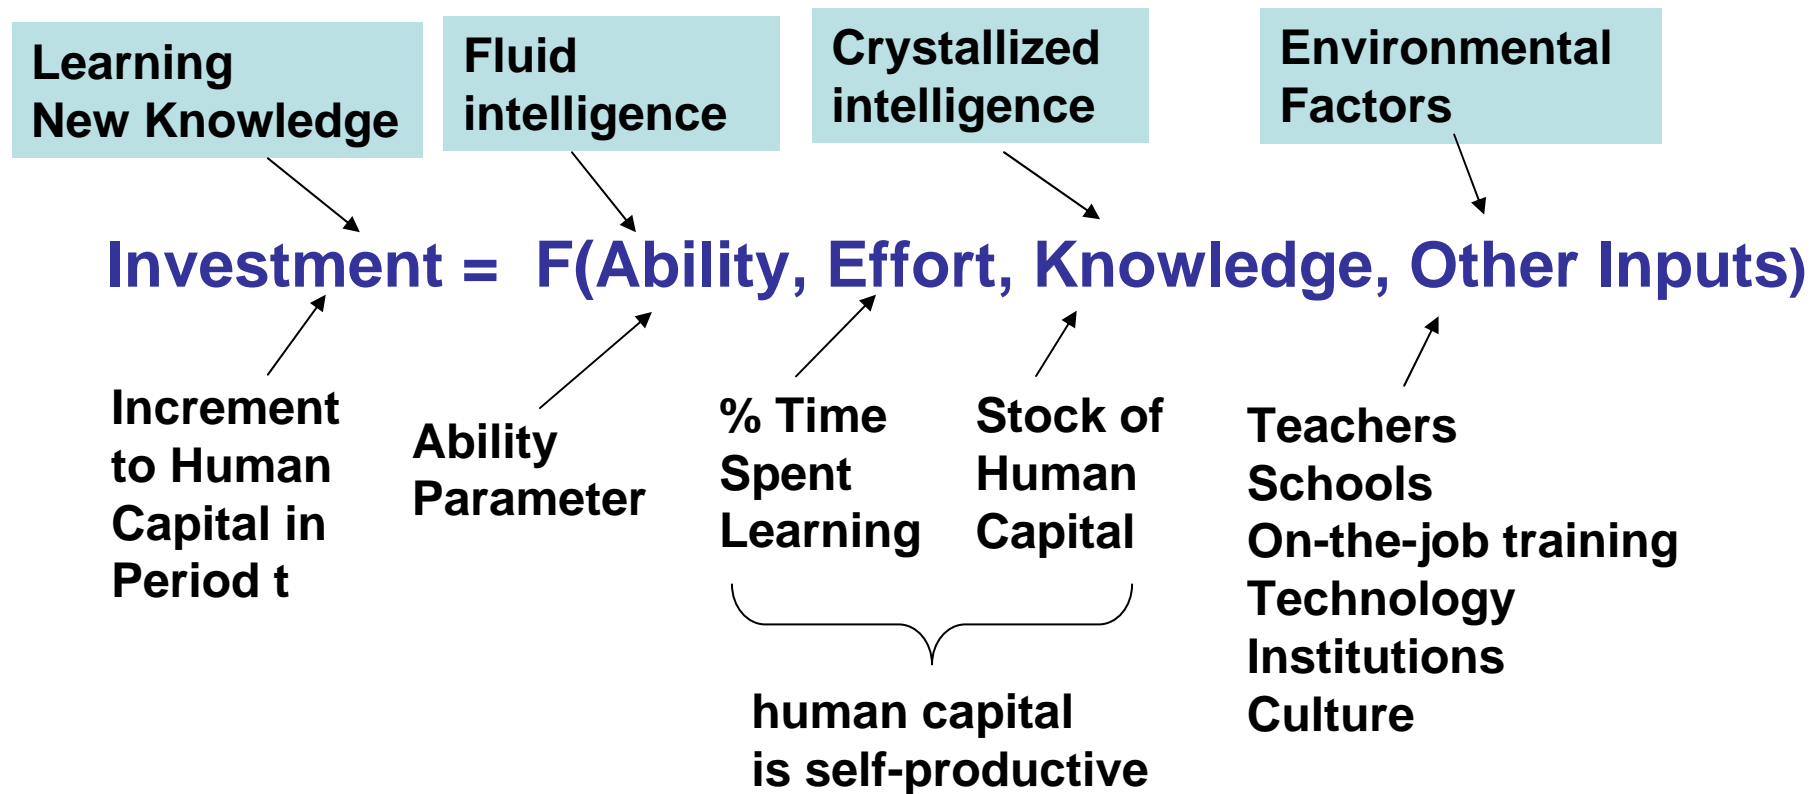 Learning
New Knowledge
Fluid
intelligence
Crystallized
intelligence
Environmental
Factors
Investment = F(Ability, Effort, Knowledge, Other Inputs)
Increment
to Human
Capital in
Period t
Ability
Parameter
% Time
Spent
Learning
Stock of
Human
Capital
human capital
is self-productive
Teachers
Schools
On-the-job training
Technology
Institutions
Culture